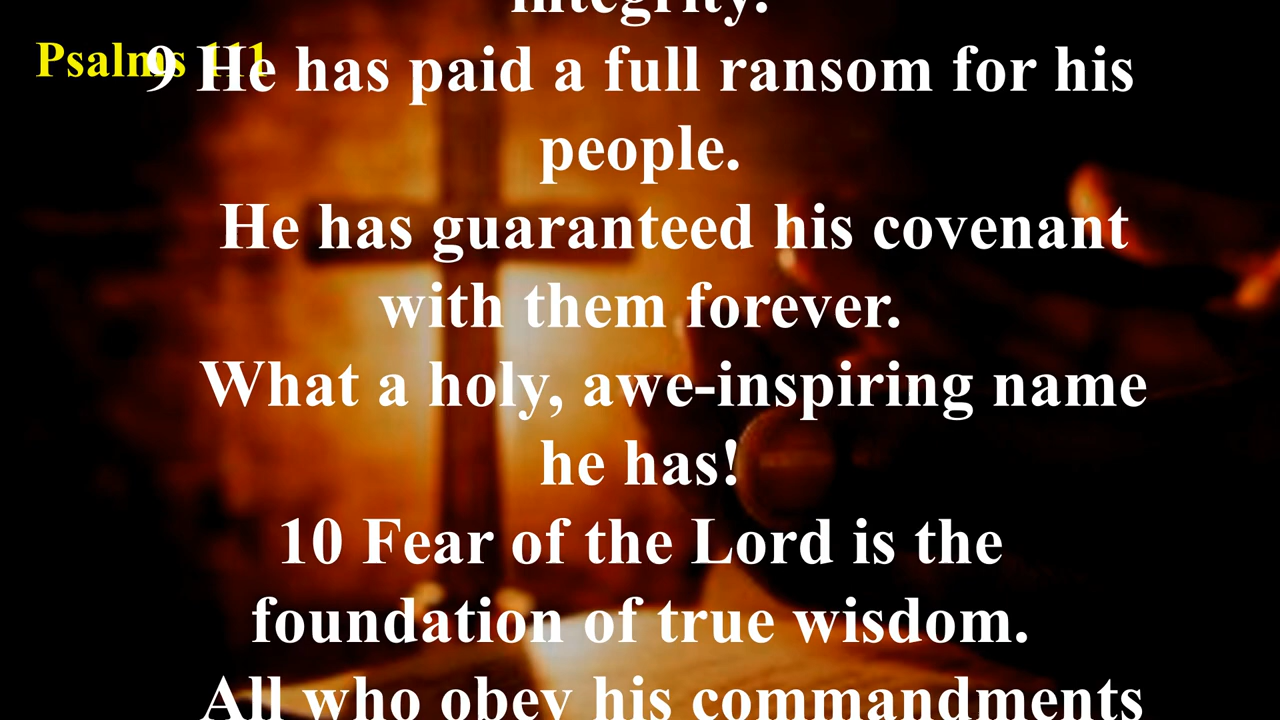 integrity.
Psalms 111
9 He has paid a full ransom for his
people.
He has guaranteed his covenant
with them forever.
What a holy, awe-inspiring name
he has!
10 Fear of the Lord is the
foundation of true wisdom.
All who obey his commandments